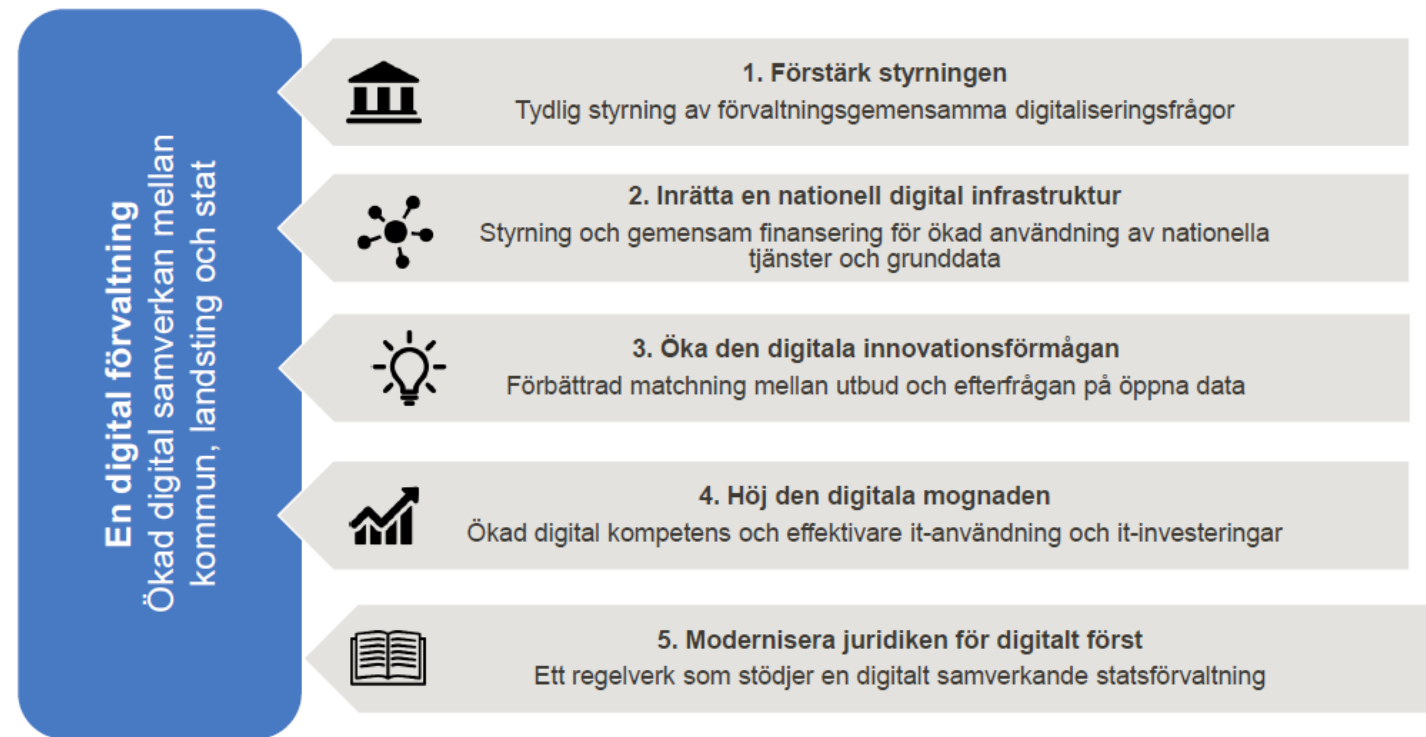 En digital förvaltning
Ökad digital samverkan mellan
kommun, landsting och stat
1. Förstärk styrningen
Tydlig styrning av förvaltningsgemensamma digitaliseringsfrågor
2. Inrätta en nationell digital infrastruktur
Styrning och gemensam finansering för ökad användning av nationella
tjänster och grunddata
3. Öka den digitala innovationsförmågan
Förbättrad matchning mellan utbud och efterfrågan på öppna data
4. Höj den digitala mognaden
Ökad digital kompetens och effektivare it-användning och it-investeringar
5. Modernisera juridiken för digitalt först
Ett regelverk som stödjer en digitalt samverkande statsförvaltning